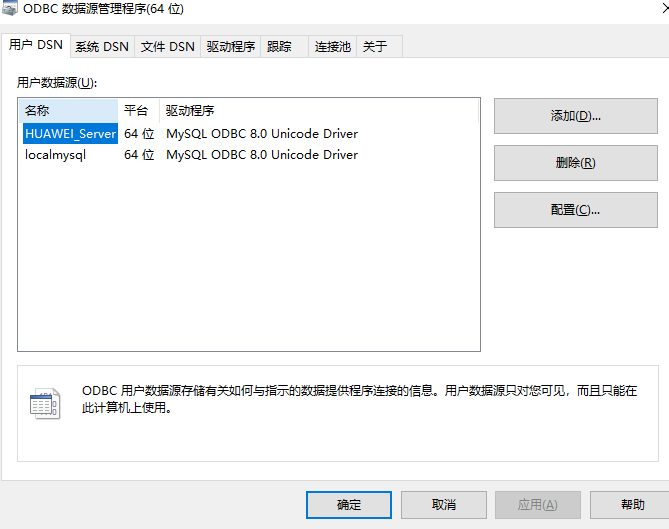 ODBC 数据源管理程序(64 位)
用户 DSN 系统 DSN 文件 DSN 驱动程序 跟踪 连接池 关于
用户数据源(U):
名称 平台 驱动程序
HUAWEI_Server 64 位 MySQL ODBC 8.0 Unicode Driver
localmysql 64 位 MySQL ODBC 8.0 Unicode Driver
添加(D)...
删除(R)
配置(C)...
ODBC 用户数据源存储有关如何与指示的数据提供程序连接的信息。用户数据源只对您可见，而且只能在
此计算机上使用。
确定 取消 应用(A) 帮助